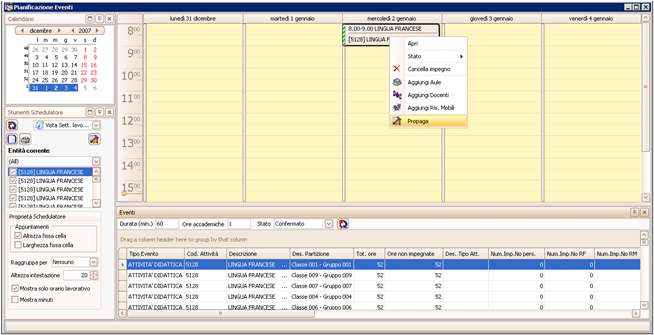 Pianificazione Eventi
Calendario
dicembre 2007
l m m g v s d
48 26 27 28 29 30 1 2
49 3 4 5 6 7 8 9
50 10 11 12 13 14 15 16
51 17 18 19 20 21 22 23
52 24 25 26 27 28 29 30
1 31 1 2 3 4 5 6
Strumenti Schedulatore
Vista Sett. lavo...
Entità corrente:
(All)
[5128] LINGUA FRANCESE
[5128] LINGUA FRANCESE
[5128] LINGUA FRANCESE
[5128] LINGUA FRANCESE
Proprietà Schedulatore
Appuntamenti
Altezza fissa cella
Larghezza fissa cella
Raggruppa per Nessuno
Altezza intestazione 20
Mostra solo orario lavorativo
Mostra minuti
lunedì 31 dicembre martedì 1 gennaio mercoledì 2 gennaio giovedì 3 gennaio venerdì 4 gennaio
8 00
9 00
10 00
11 00
12 00
13 00
14 00
15 00
8.00-9.00 LINGUA FRANCESE
[5128] LINGUA F
Apri
Stato
Cancella impegno
Aggiungi Aule
Aggiungi Docenti
Aggiungi Ris. Mobili
Propaga
Eventi
Durata (min.) 60 Ore accademiche 1 Stato Confermato
Drag a column header here to group by that column
Tipo Evento Cod. Attività Descrizione Des. Partizione Tot. ore Ore non impegnate Des. Tipo Att. Num.Imp.No pers. Num.Imp.No RF Num.Imp.No RM
ATTIVITA' DIDATTICA 5128 LINGUA FRANCESE ... Classe 001 - Gruppo 001 52 52 0 0 0
ATTIVITA' DIDATTICA 5128 LINGUA FRANCESE ... Classe 009 - Gruppo 009 52 52 0 0 0
ATTIVITA' DIDATTICA 5128 LINGUA FRANCESE ... Classe 007 - Gruppo 007 52 52 0 0 0
ATTIVITA' DIDATTICA 5128 LINGUA FRANCESE ... Classe 004 - Gruppo 004 52 52 0 0 0
ATTIVITA' DIDATTICA 5128 LINGUA FRANCESE ... Classe 006 - Gruppo 006 52 52 0 0 0